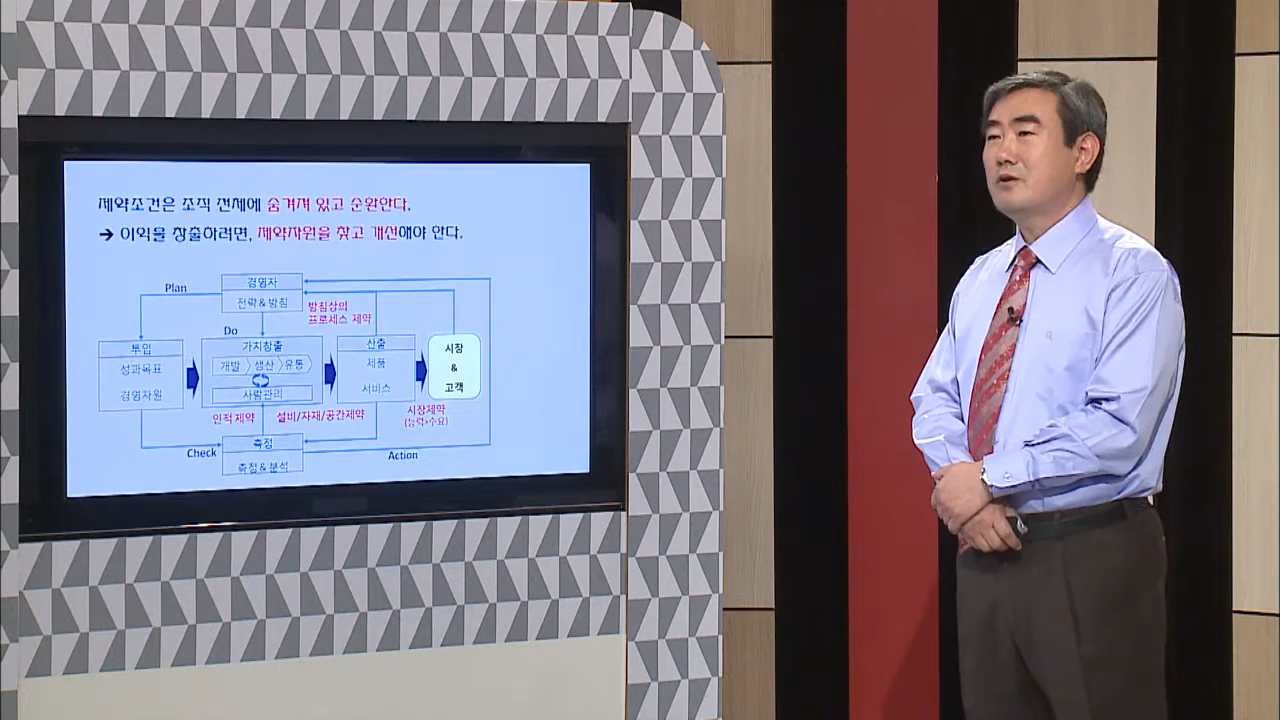 제약조건은 조직 전체에 숨겨져 있고 순환한다.
➔ 이익을 창출하려면, 제약자원을 찾고 개선해야 한다.
Plan
경영자
전략 & 방침
방침상의
프로세스 제약
Do
투입
성과목표
경영자원
가치창출
개발 생산 유통
사람관리
산출
제품
서비스
시장
&
고객
인적 제약
설비/자재/공간제약
시장제약
(능력>수요)
Check
측정
측정 & 분석
Action